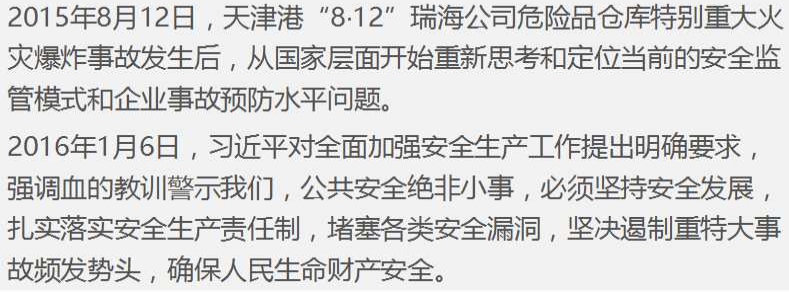 2015年8月12日，天津港“8·12”瑞海公司危险品仓库特别重大火
灾爆炸事故发生后，从国家层面开始重新思考和定位当前的安全监
管模式和企业事故预防水平问题。
2016年1月6日，习近平对全面加强安全生产工作提出明确要求，
强调血的教训警示我们，公共安全绝非小事，必须坚持安全发展，
扎实落实安全生产责任制，堵塞各类安全漏洞，坚决遏制重特大事
故频发势头，确保人民生命财产安全。